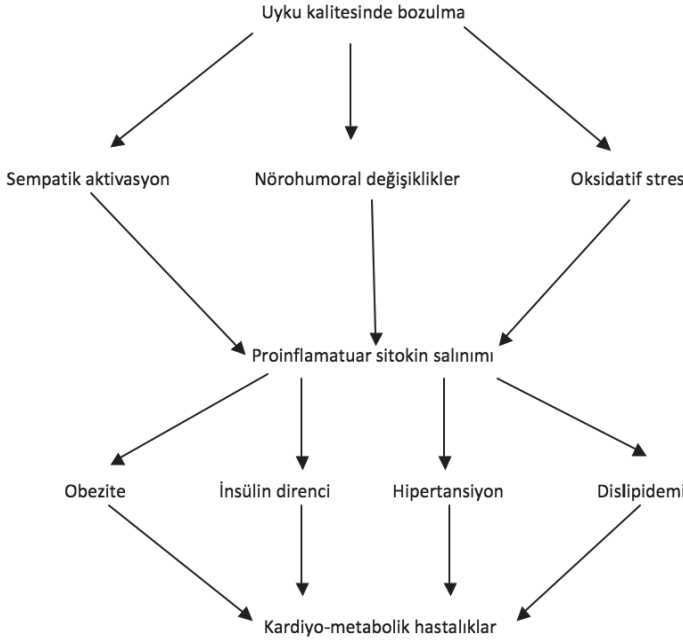 Uyku kalitesinde bozulma
Sempatik aktivasyon
Nörohumoral değişiklikler
Oksidatif stres
Proinflamatuar sitokin salınımı
Obezite
İnsülin direnci
Hipertansiyon
Dislipidemi
Kardiyo-metabolik hastalıklar